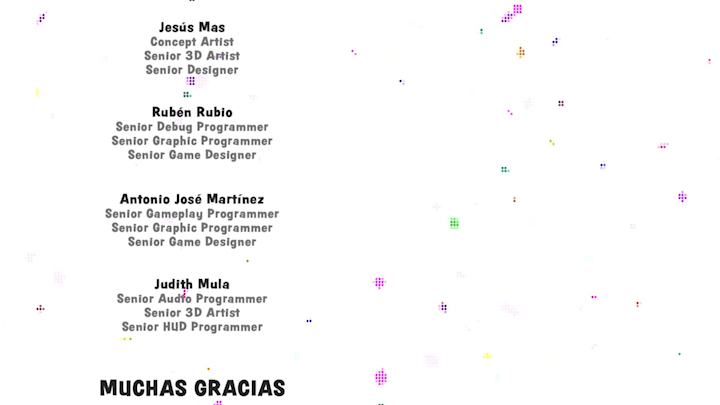 Jesús Mas
Concept Artist
Senior 3D Artist
Senior Designer
Rubén Rubio
Senior Debug Programmer
Senior Graphic Programmer
Senior Game Designer
Antonio José Martínez
Senior Gameplay Programmer
Senior Graphic Programmer
Senior Game Designer
Judith Mula
Senior Audio Programmer
Senior 3D Artist
Senior HUD Programmer
MUCHAS GRACIAS